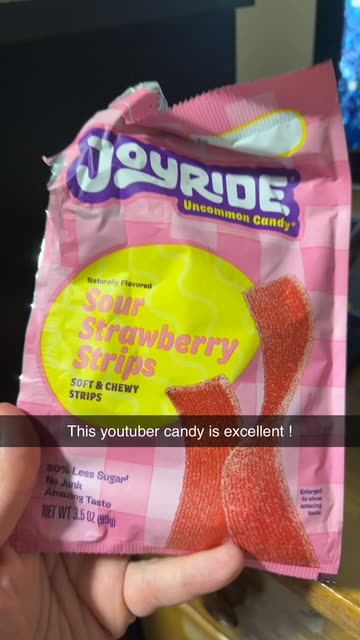 JOYRIDE
Uncommon Candy®
Naturally Flavored
Sour
Strawberry
Strips
SOFT & CHEWY
STRIPS
This youtuber candy is excellent !
60% Less Sugar¹
No Junk
Amazing Taste
NET WT 3.5 OZ (99g)
Enlarged
to show
amazing
taste